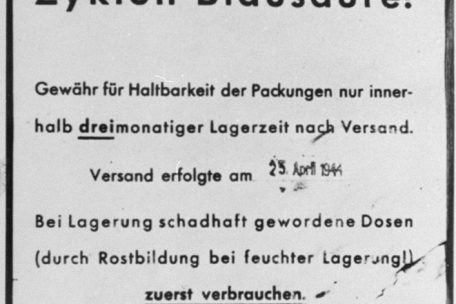 Zyklon Blausäure!
Gewähr für Haltbarkeit der Packungen nur inner-
halb dreimonatiger Lagerzeit nach Versand.
Versand erfolgte am 25. April 1944
Bei Lagerung schadhaft gewordene Dosen
(durch Rostbildung bei feuchter Lagerung!)
zuerst verbrauchen.